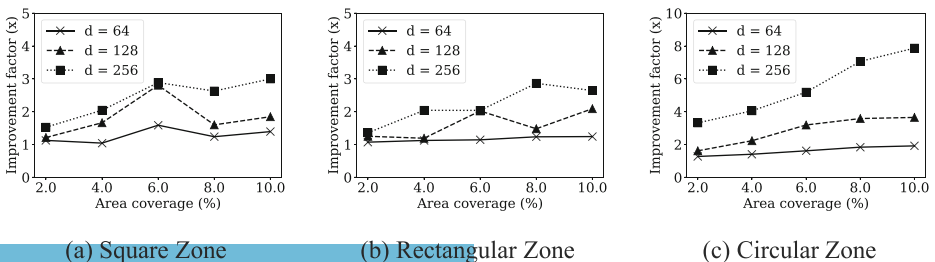 Improvement factor (x)
5
4
3
2
1
0
d = 64
d = 128
d = 256
2.0 4.0 6.0 8.0 10.0
Area coverage (%)
(a) Square Zone
Improvement factor (x)
5
4
3
2
1
0
d = 64
d = 128
d = 256
2.0 4.0 6.0 8.0 10.0
Area coverage (%)
(b) Rectangular Zone
Improvement factor (x)
10
8
6
4
2
0
d = 64
d = 128
d = 256
2.0 4.0 6.0 8.0 10.0
Area coverage (%)
(c) Circular Zone